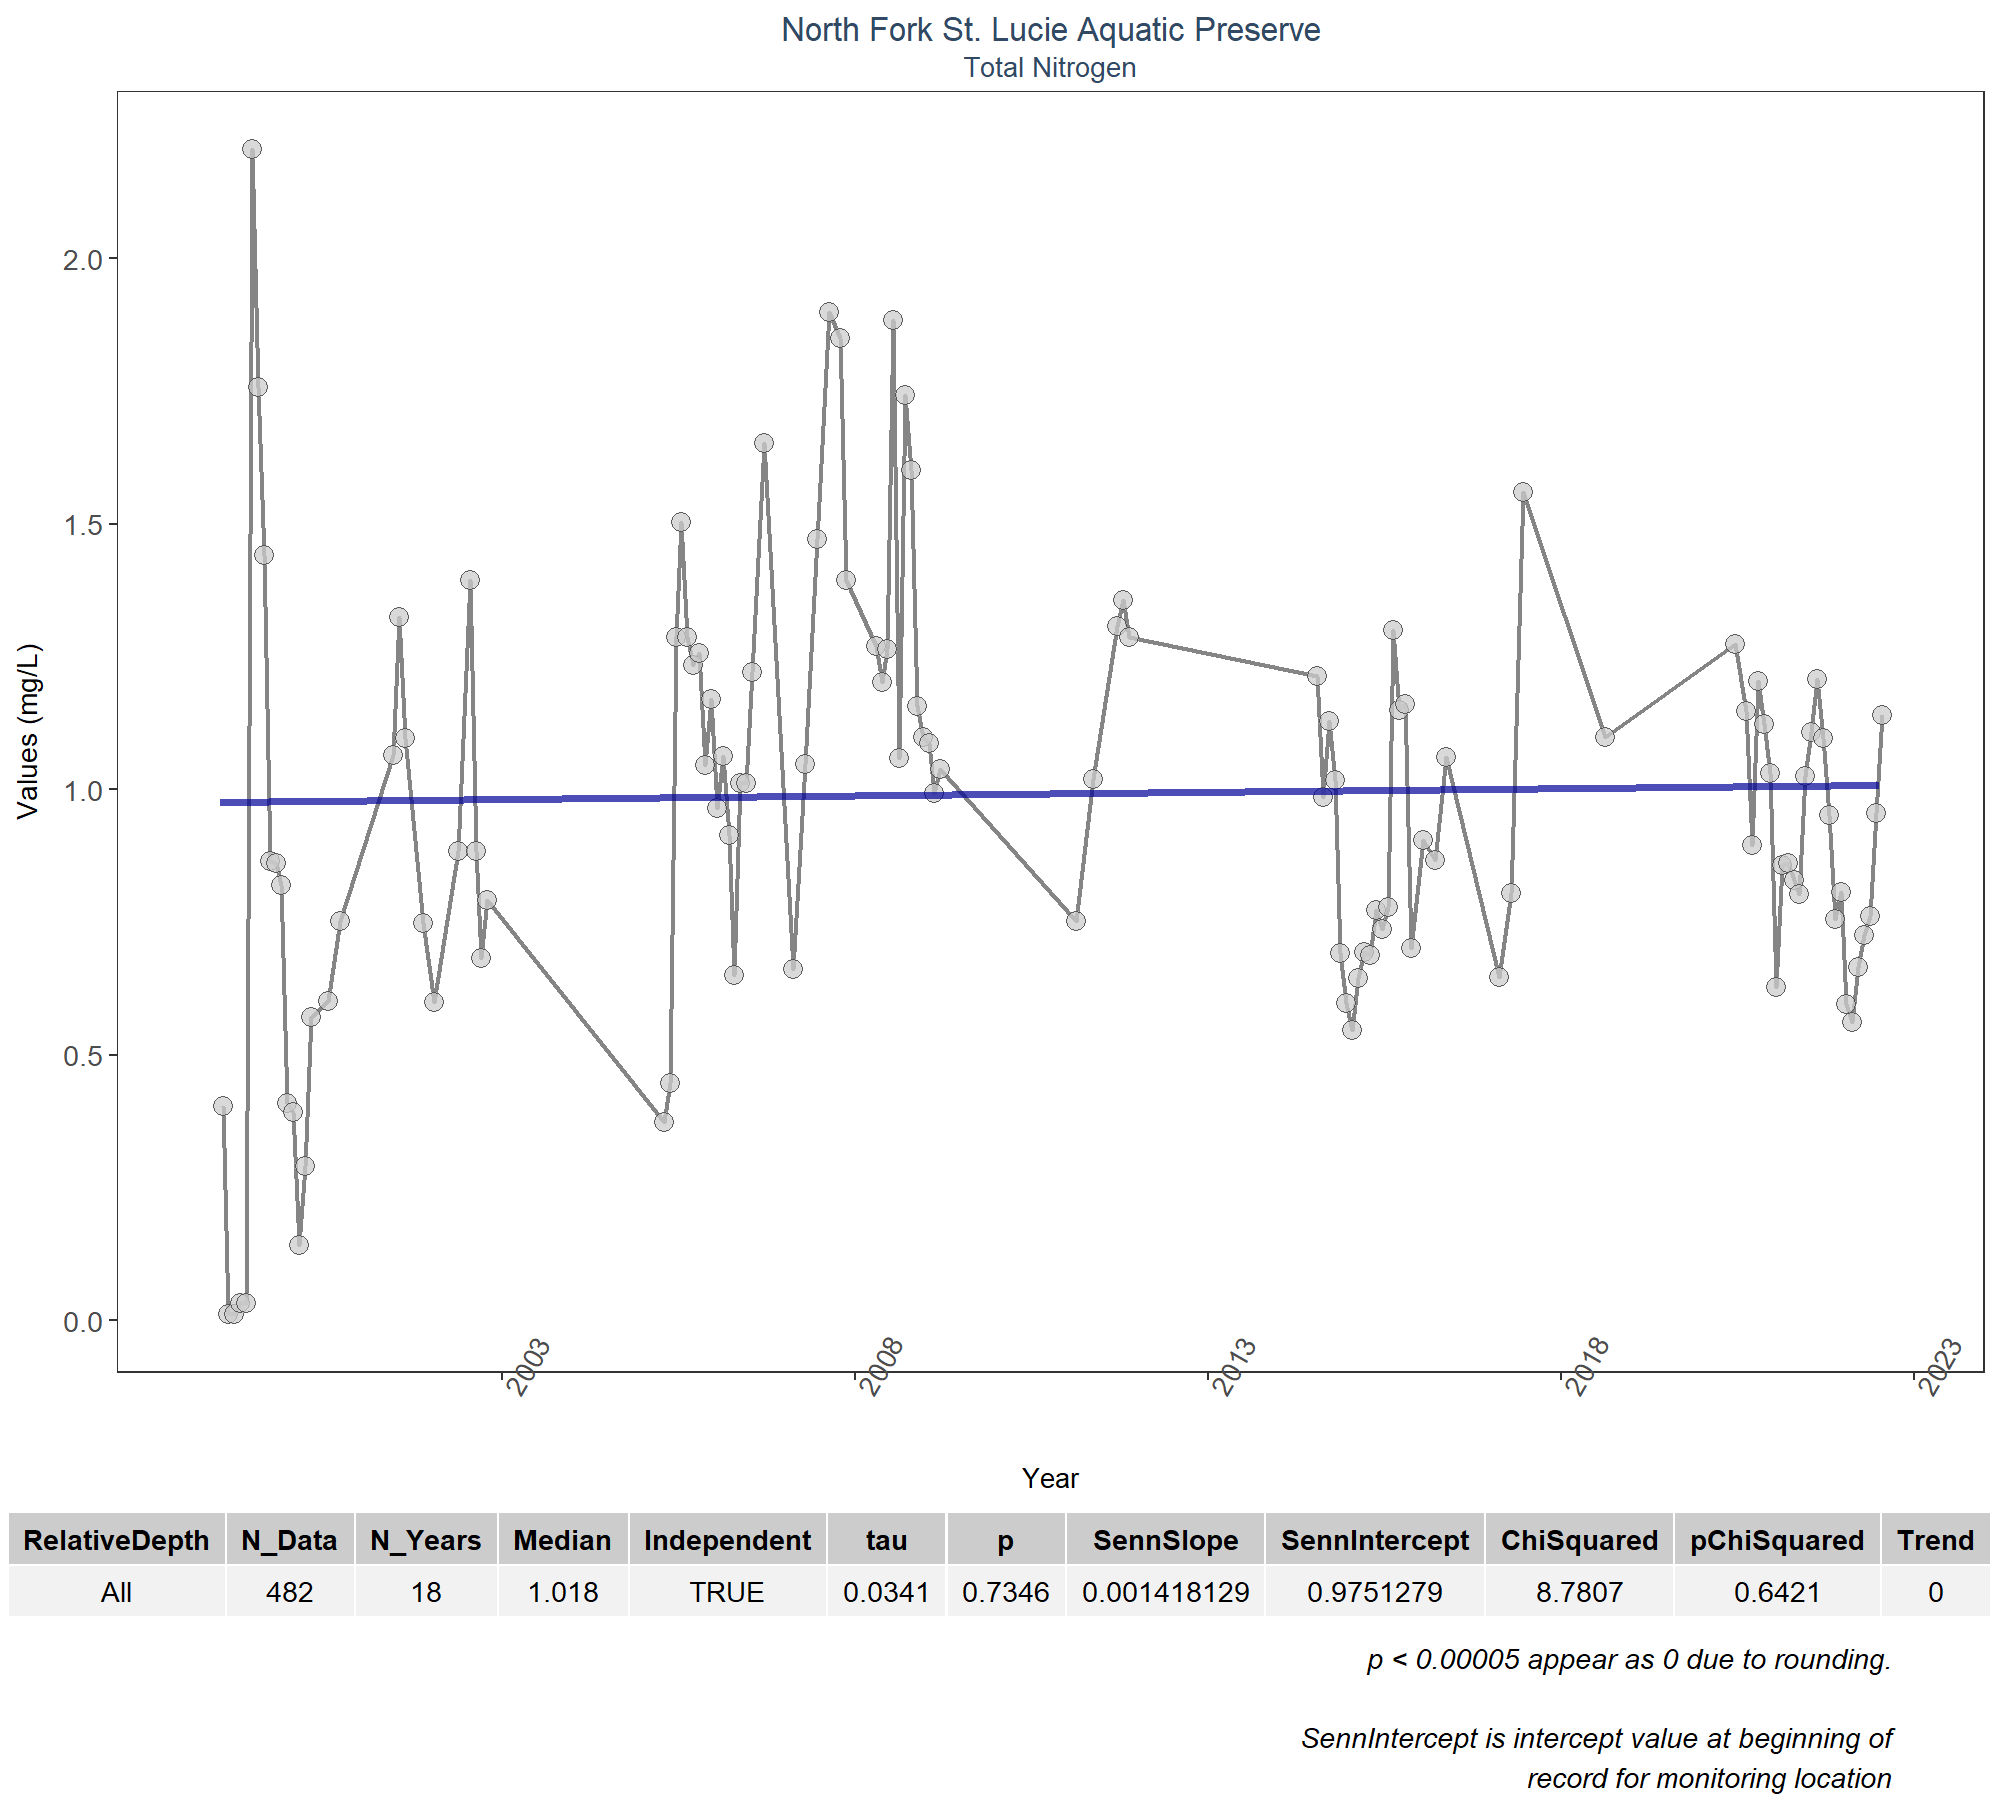 North Fork St. Lucie Aquatic Preserve
Total Nitrogen
Values (mg/L)
2.0
1.5
1.0
0.5
0.0
2003 2008 2013 2018 2023
Year
RelativeDepth N_Data N_Years Median Independent tau p SennSlope SennIntercept ChiSquared pChiSquared Trend
All 482 18 1.018 TRUE 0.0341 0.7346 0.001418129 0.9751279 8.7807 0.6421 0
p < 0.00005 appear as 0 due to rounding.
SennIntercept is intercept value at beginning of
record for monitoring location